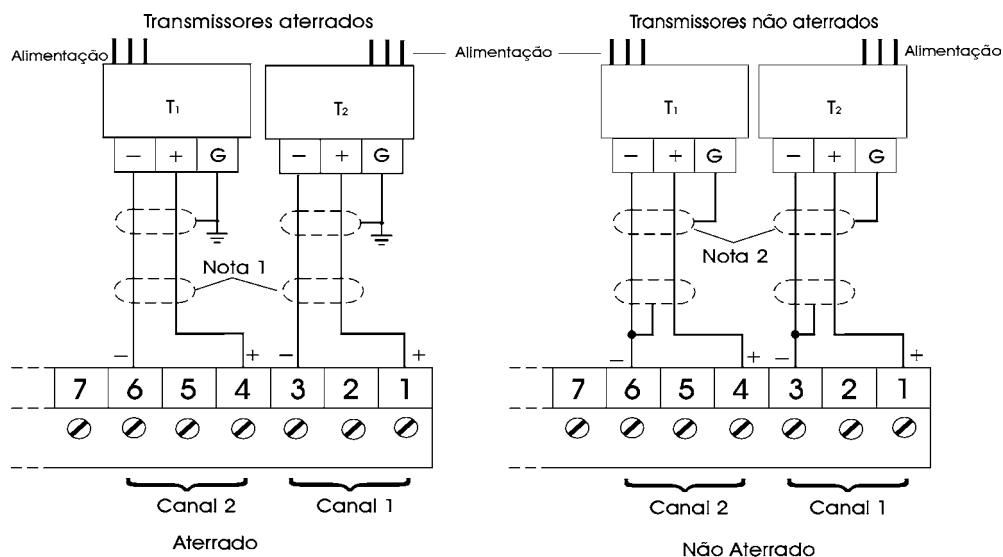 Transmissores aterrados
Transmissores não aterrados
Alimentação
Alimentação
Alimentação
T1
T2
T1
T2
− + G
− + G
− + G
− + G
Nota 1
Nota 2
− + − +
− + − +
7 6 5 4 3 2 1
7 6 5 4 3 2 1
Canal 2
Canal 1
Canal 2
Canal 1
Aterrado
Não Aterrado